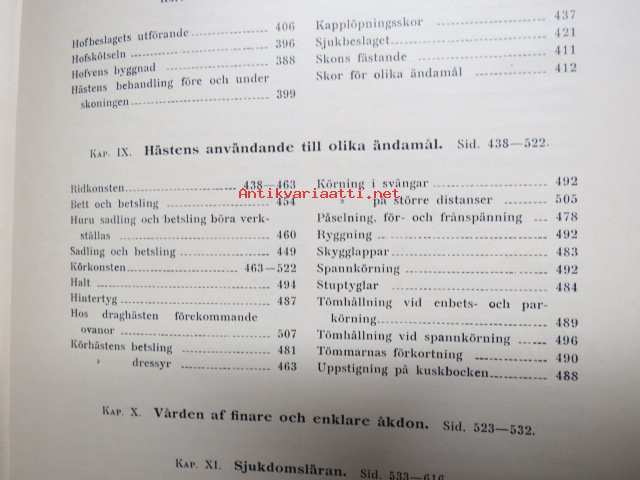 Hofbeslagets utförande 406
Hofskötseln 396
Hofvens byggnad 388
Hästens behandling före och under
skoningen 399
Kapplöpningsskor 437
Sjukbeslaget 421
Skons fästande 411
Skor för olika ändamål 412
Kap. IX. Hästens användande till olika ändamål. Sid. 438—522.
Ridkonsten 438—463
Bett och betsling 454
Huru sadling och betsling böra verk-
ställas 460
Sadling och betsling 449
Körkonsten 463—522
Halt 494
Hintertyg 487
Hos draghästen förekommande
ovanor 507
Körhästens betsling 481
» dressyr 463
Körning i svängar 492
» på större distanser 505
Påselning, för- och frånspänning 478
Ryggning 492
Skygglappar 483
Spannkörning 492
Stuptyglar 484
Tömhållning vid enbets- och par-
körning 489
Tömhållning vid spannkörning 496
Tömmarnas förkortning 490
Uppstigning på kuskbocken 488
Antikvariaatti.net
Kap. X. Vården af finare och enklare åkdon. Sid. 523—532.
Kap. XI. Sjukdomsläran. Sid. 533—616.